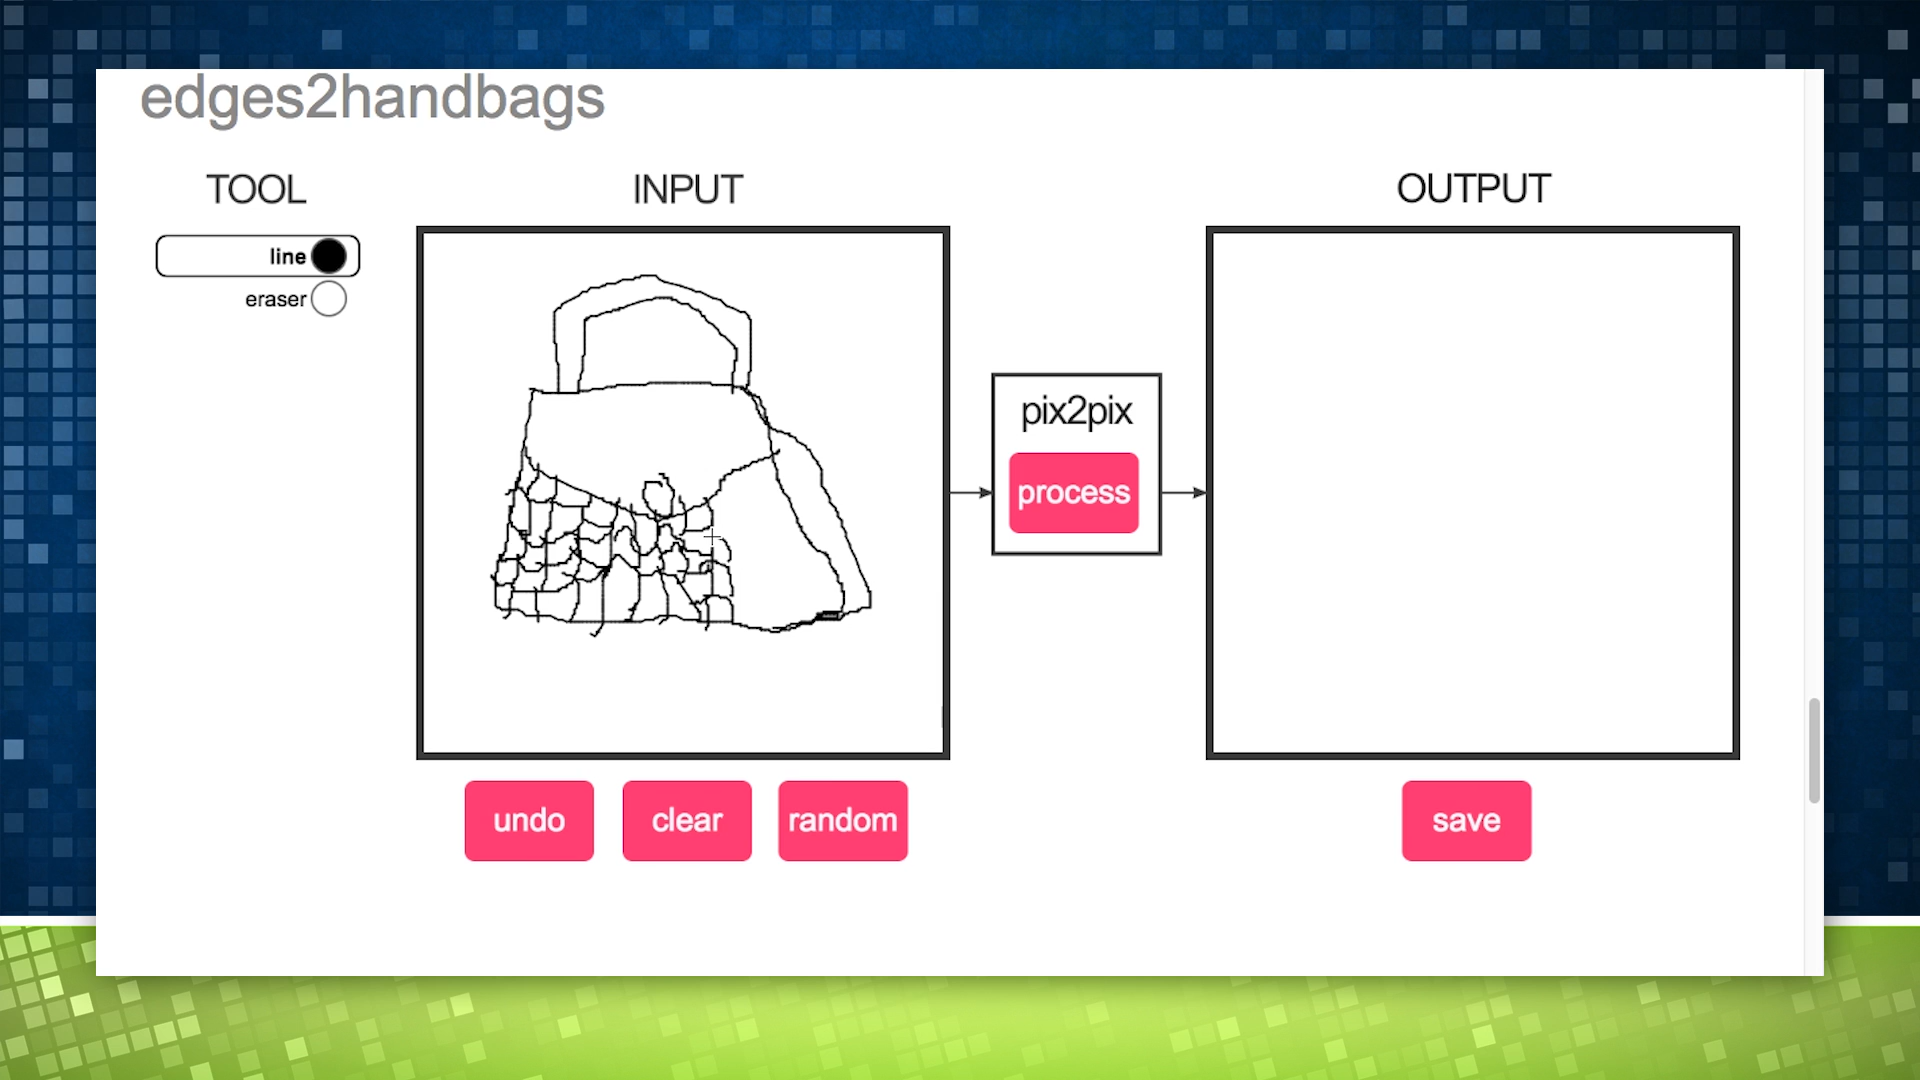 edges2handbags
TOOL
INPUT
OUTPUT
line
eraser
pix2pix
process
undo
clear
random
save